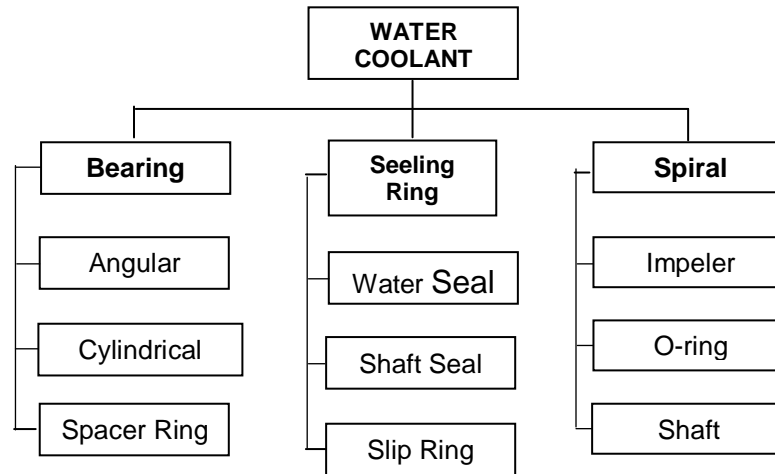 WATER
COOLANT
Bearing
Seeling
Ring
Spiral
Angular
Water Seal
Impeler
Cylindrical
Shaft Seal
O-ring
Spacer Ring
Slip Ring
Shaft